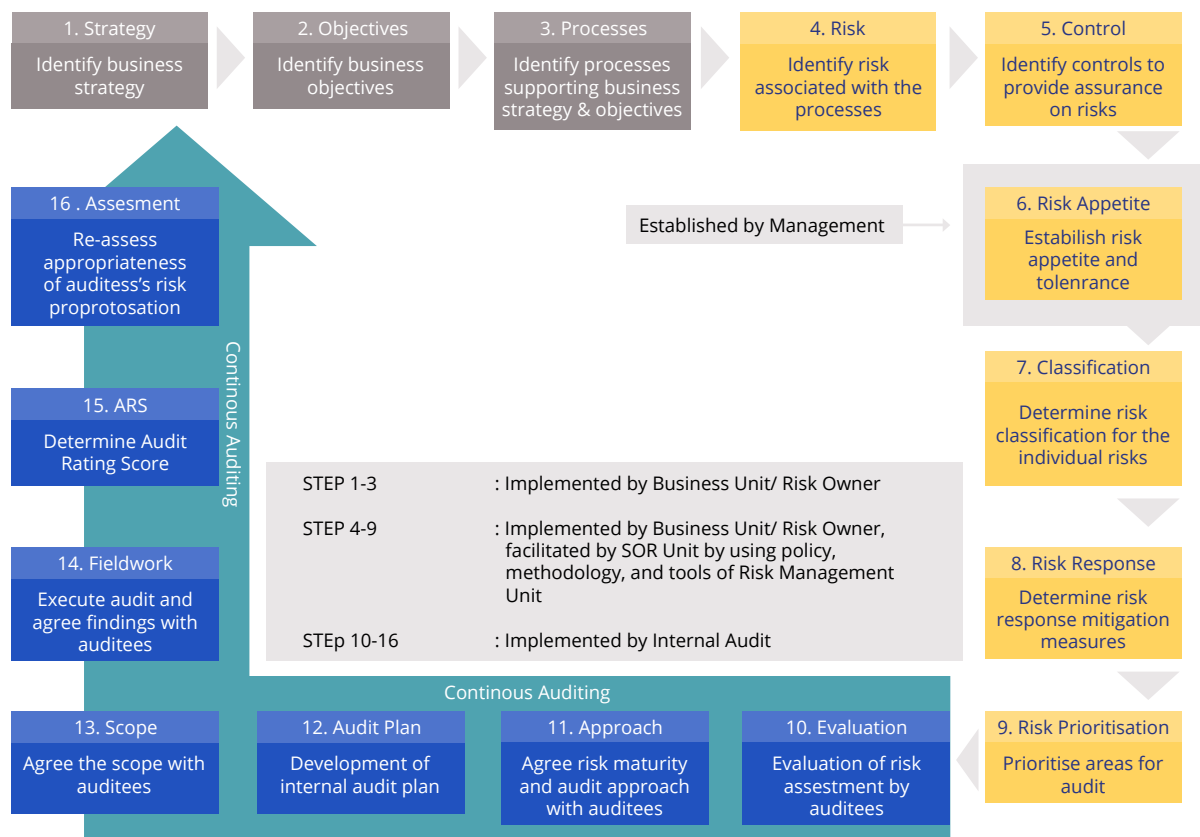 1. Strategy
Identify business
strategy
2. Objectives
Identify business
objectives
3. Processes
Identify processes
supporting business
strategy & objectives
4. Risk
Identify risk
associated with the
processes
5. Control
Identify controls to
provide assurance
on risks
Established by Management
6. Risk Appetite
Estabilish risk
appetite and
tolenrance
7. Classification
Determine risk
classification for the
individual risks
8. Risk Response
Determine risk
response mitigation
measures
9. Risk Prioritisation
Prioritise areas for
audit
10. Evaluation
Evaluation of risk
assestment by
auditees
11. Approach
Agree risk maturity
and audit approach
with auditees
12. Audit Plan
Development of
internal audit plan
13. Scope
Agree the scope with
auditees
14. Fieldwork
Execute audit and
agree findings with
auditees
15. ARS
Determine Audit
Rating Score
16 . Assesment
Re-assess
appropriateness
of auditess’s risk
proprotosation
Continous Auditing
Continous Auditing
STEP 1-3 : Implemented by Business Unit/ Risk Owner
STEP 4-9 : Implemented by Business Unit/ Risk Owner,
facilitated by SOR Unit by using policy,
methodology, and tools of Risk Management
Unit
STEp 10-16 : Implemented by Internal Audit